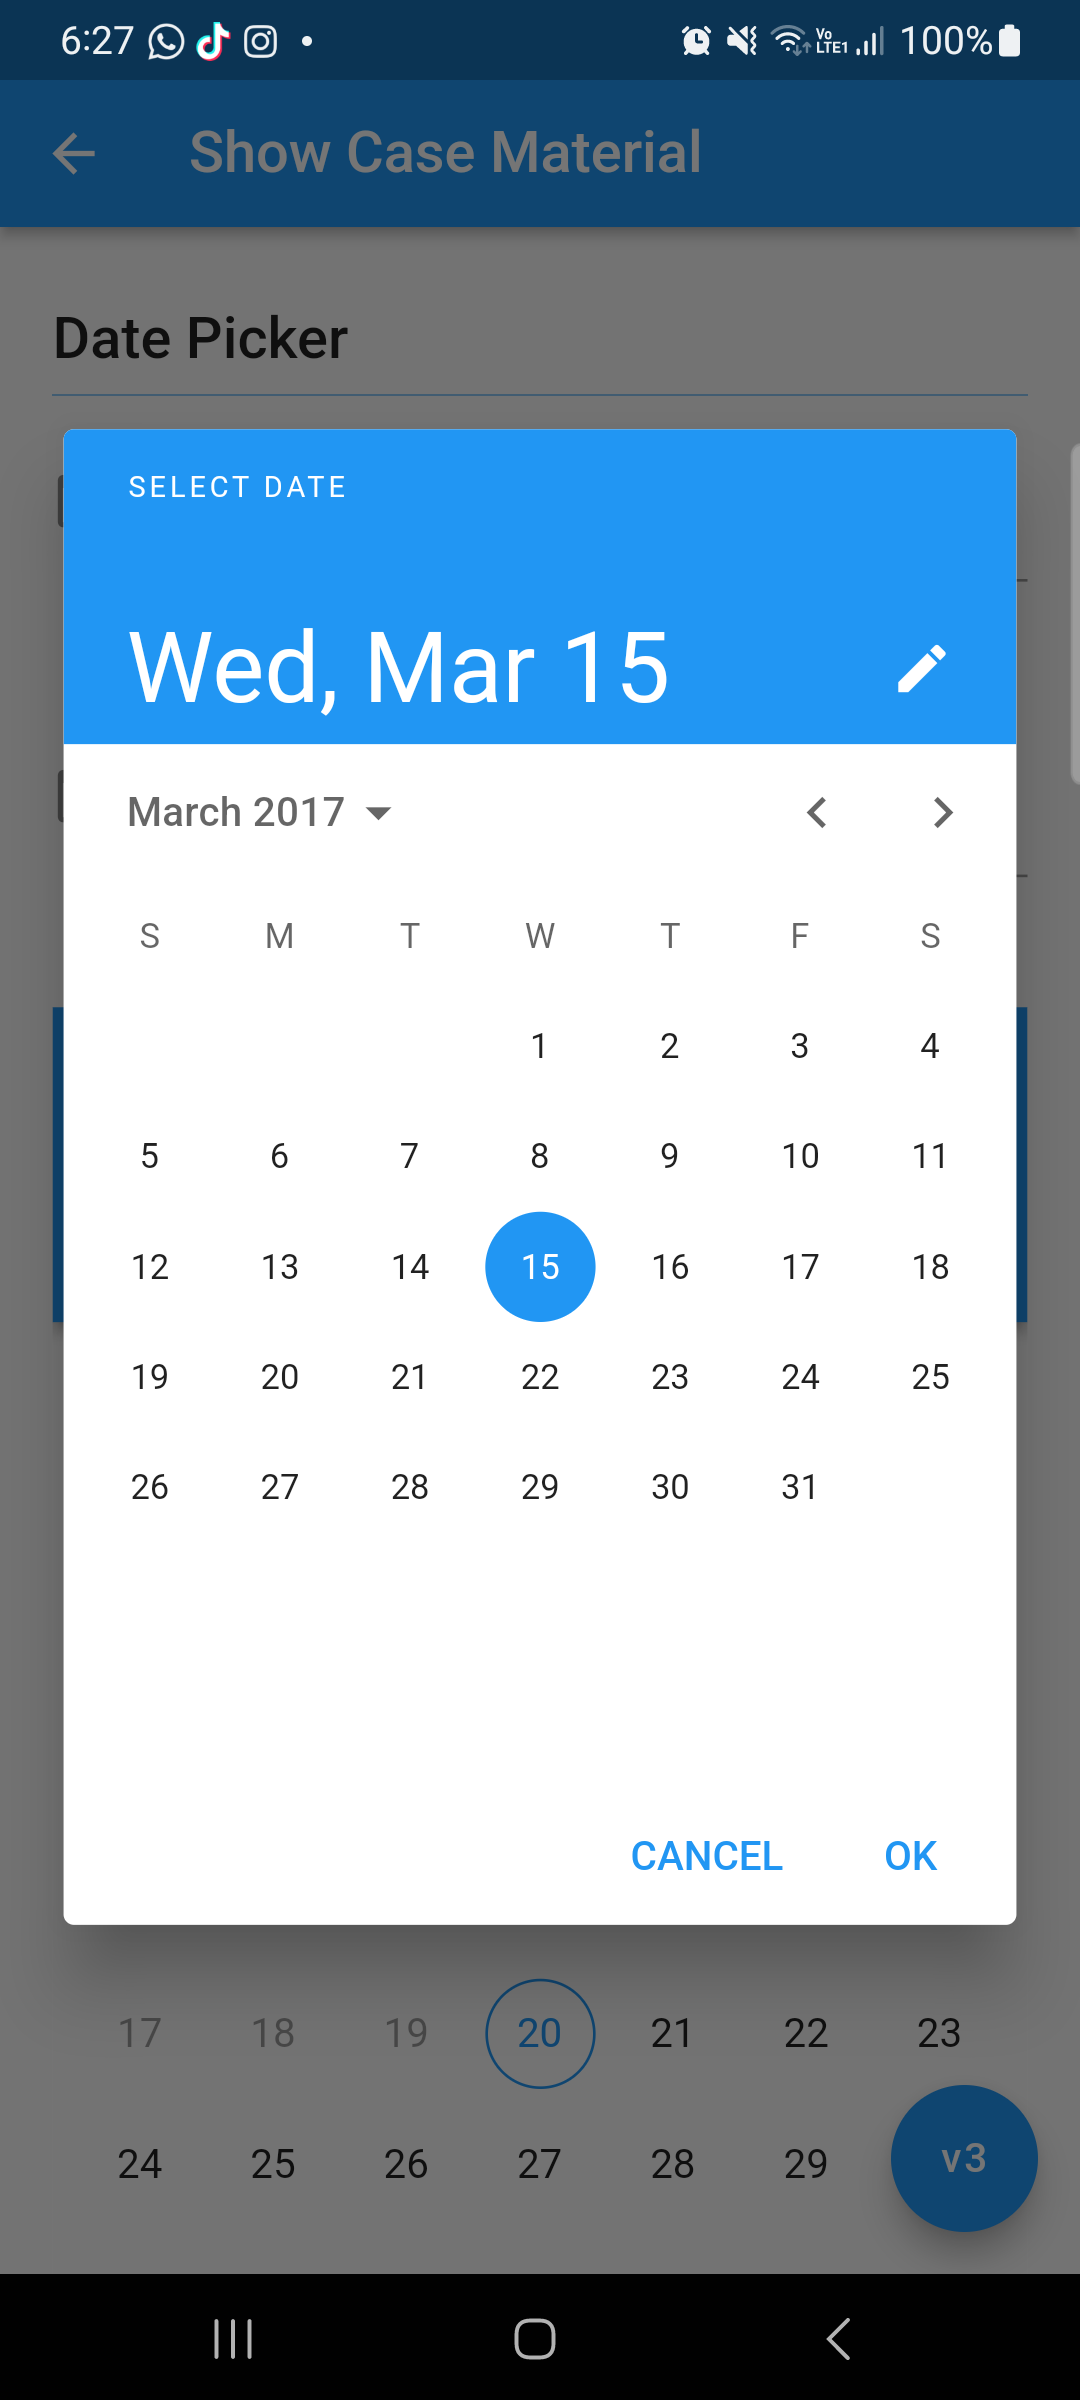 6:27 Vo LTE1 100%
Show Case Material
Date Picker
SELECT DATE
Wed, Mar 15
March 2017
S M T W T F S
1 2 3 4
5 6 7 8 9 10 11
12 13 14 15 16 17 18
19 20 21 22 23 24 25
26 27 28 29 30 31
CANCEL OK
17 18 19 20 21 22 23
24 25 26 27 28 29
v3